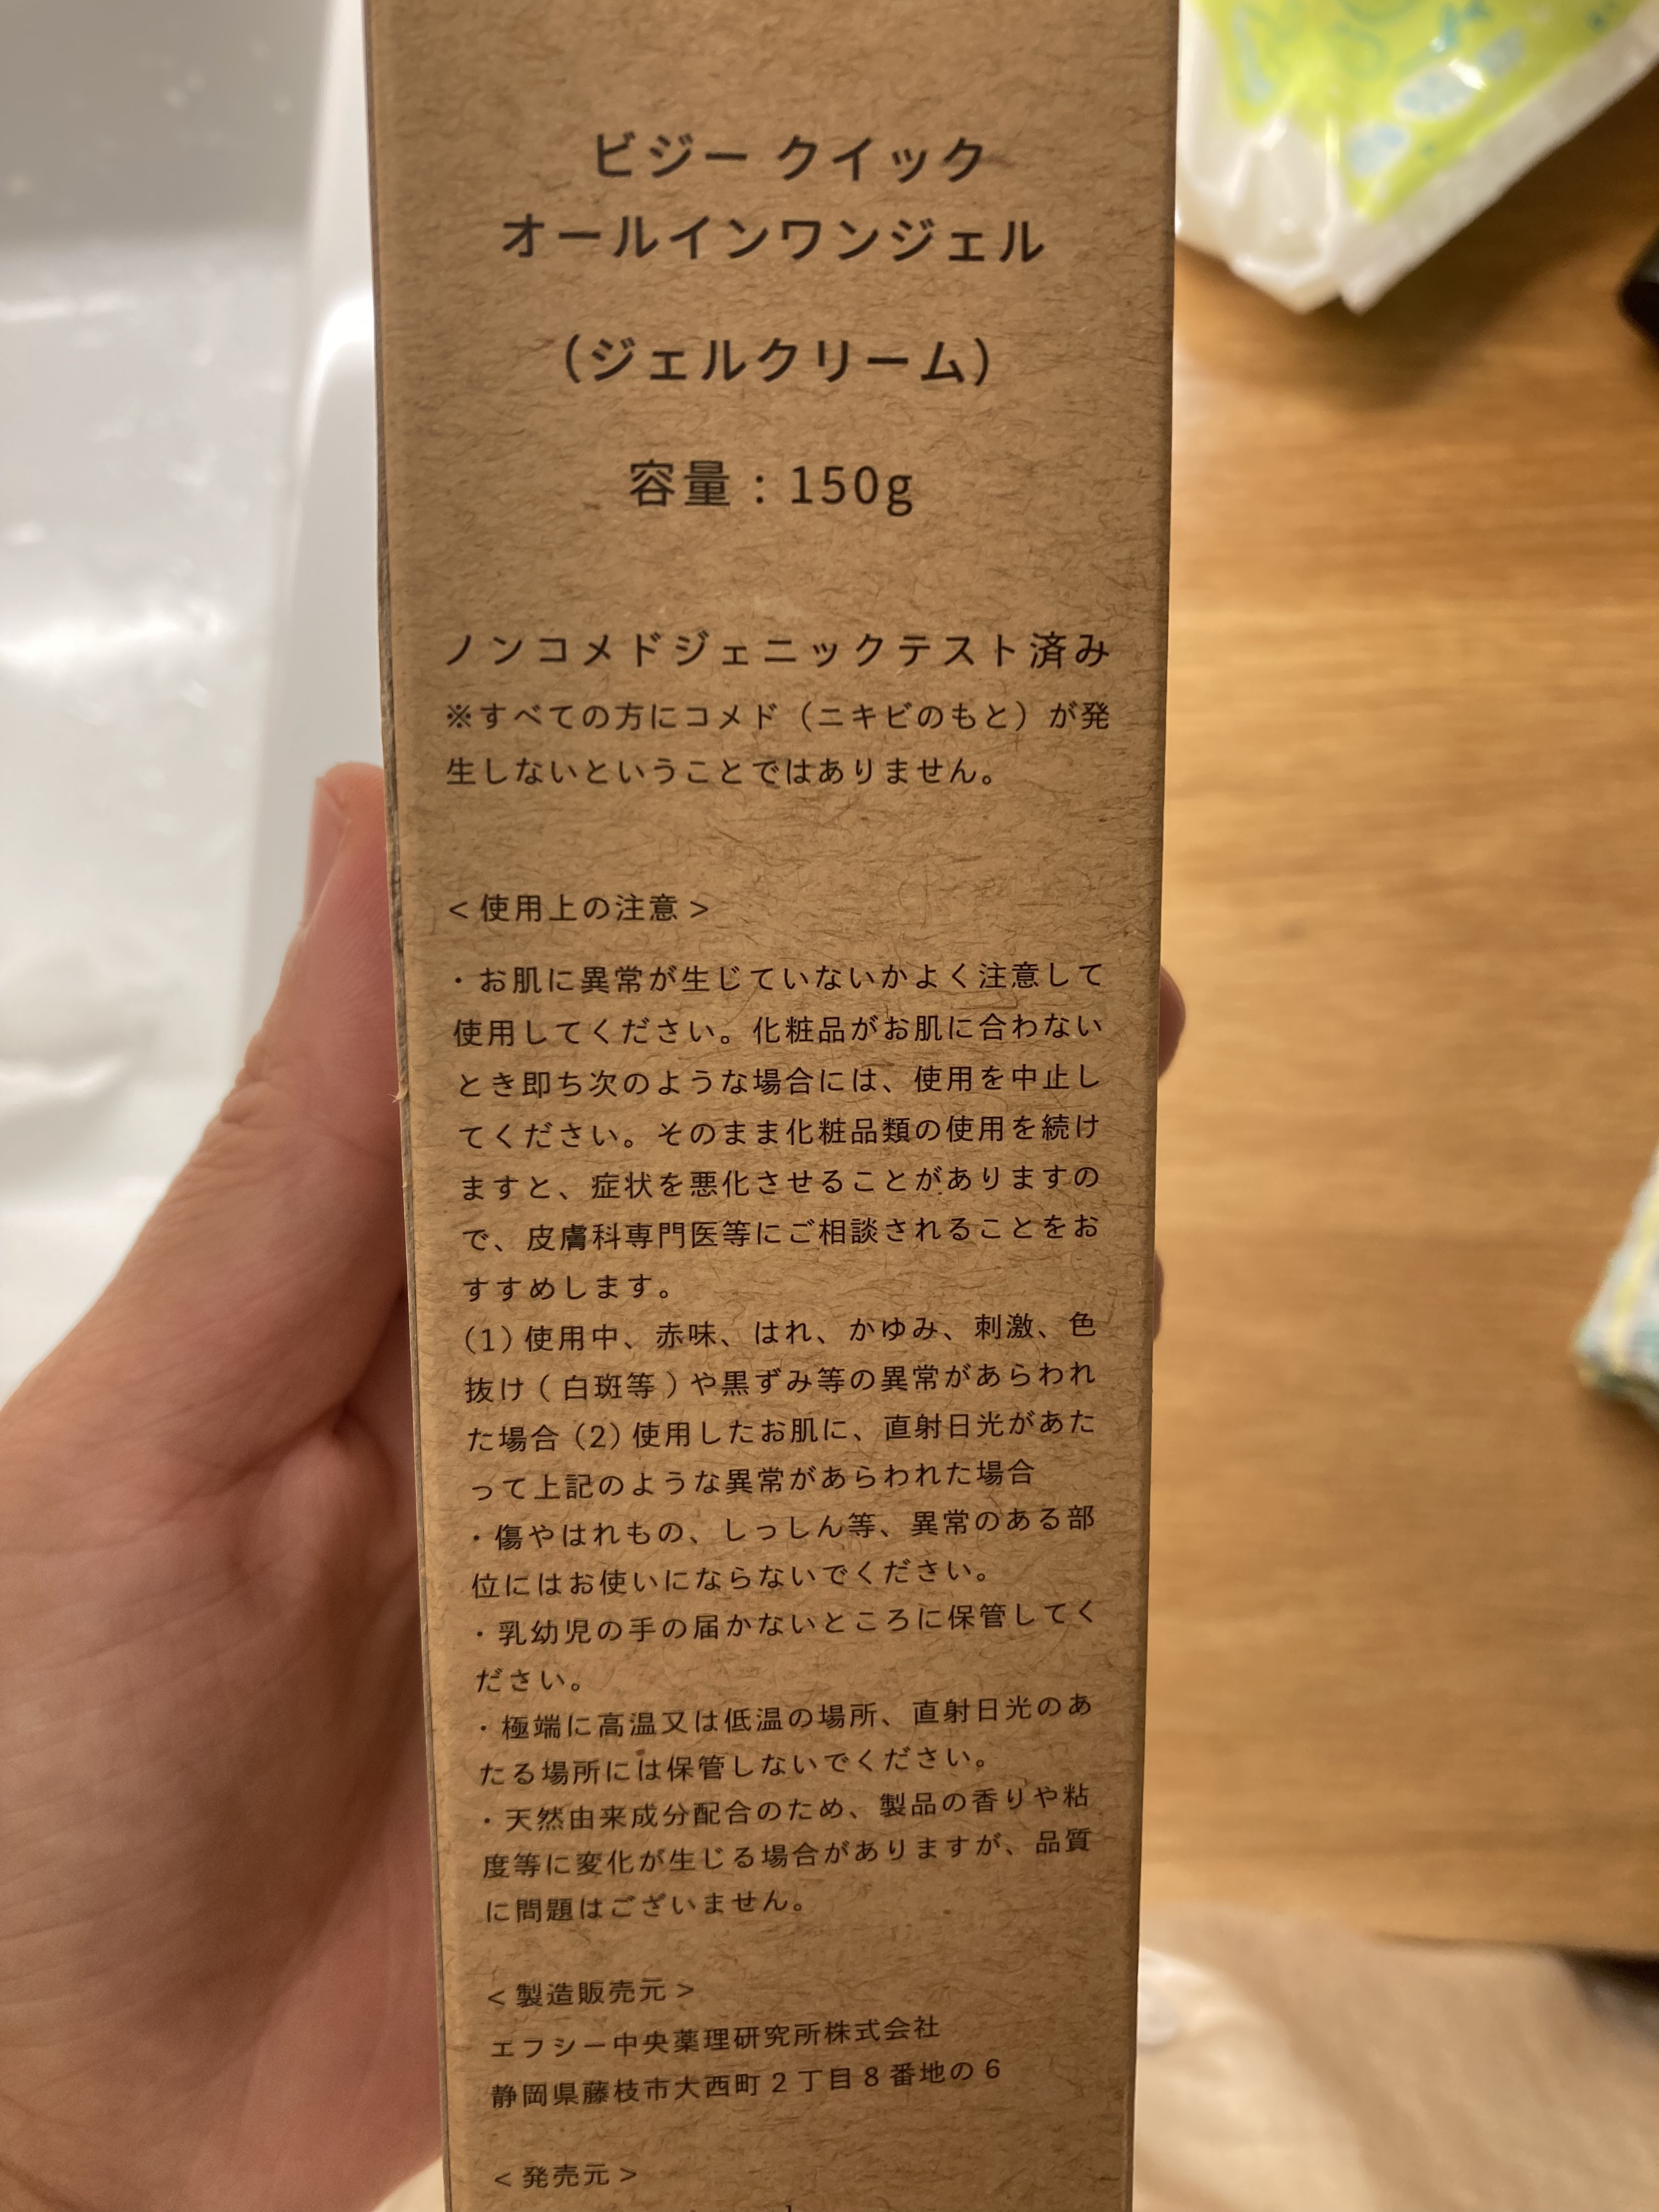 ビジー クイック
オールインワンジェル
（ジェルクリーム）
容量：150g
ノンコメドジェニックテスト済み
※すべての方にコメド（ニキビのもと）が発
生しないということではありません。
＜使用上の注意＞
・お肌に異常が生じていないかよく注意して
使用してください。化粧品がお肌に合わない
とき即ち次のような場合には、使用を中止し
てください。そのまま化粧品類の使用を続け
ますと、症状を悪化させることがありますの
で、皮膚科専門医等にご相談されることをお
すすめします。
(1) 使用中、赤味、はれ、かゆみ、刺激、色
抜け（白斑等）や黒ずみ等の異常があらわれ
た場合 (2) 使用したお肌に、直射日光があた
って上記のような異常があらわれた場合
・傷やはれもの、しっしん等、異常のある部
位にはお使いにならないでください。
・乳幼児の手の届かないところに保管してく
ださい。
・極端に高温又は低温の場所、直射日光のあ
たる場所には保管しないでください。
・天然由来成分配合のため、製品の香りや粘
度等に変化が生じる場合がありますが、品質
に問題はございません。
＜製造販売元＞
エフシー中央薬理研究所株式会社
静岡県藤枝市大西町２丁目８番地の６
＜発売元＞